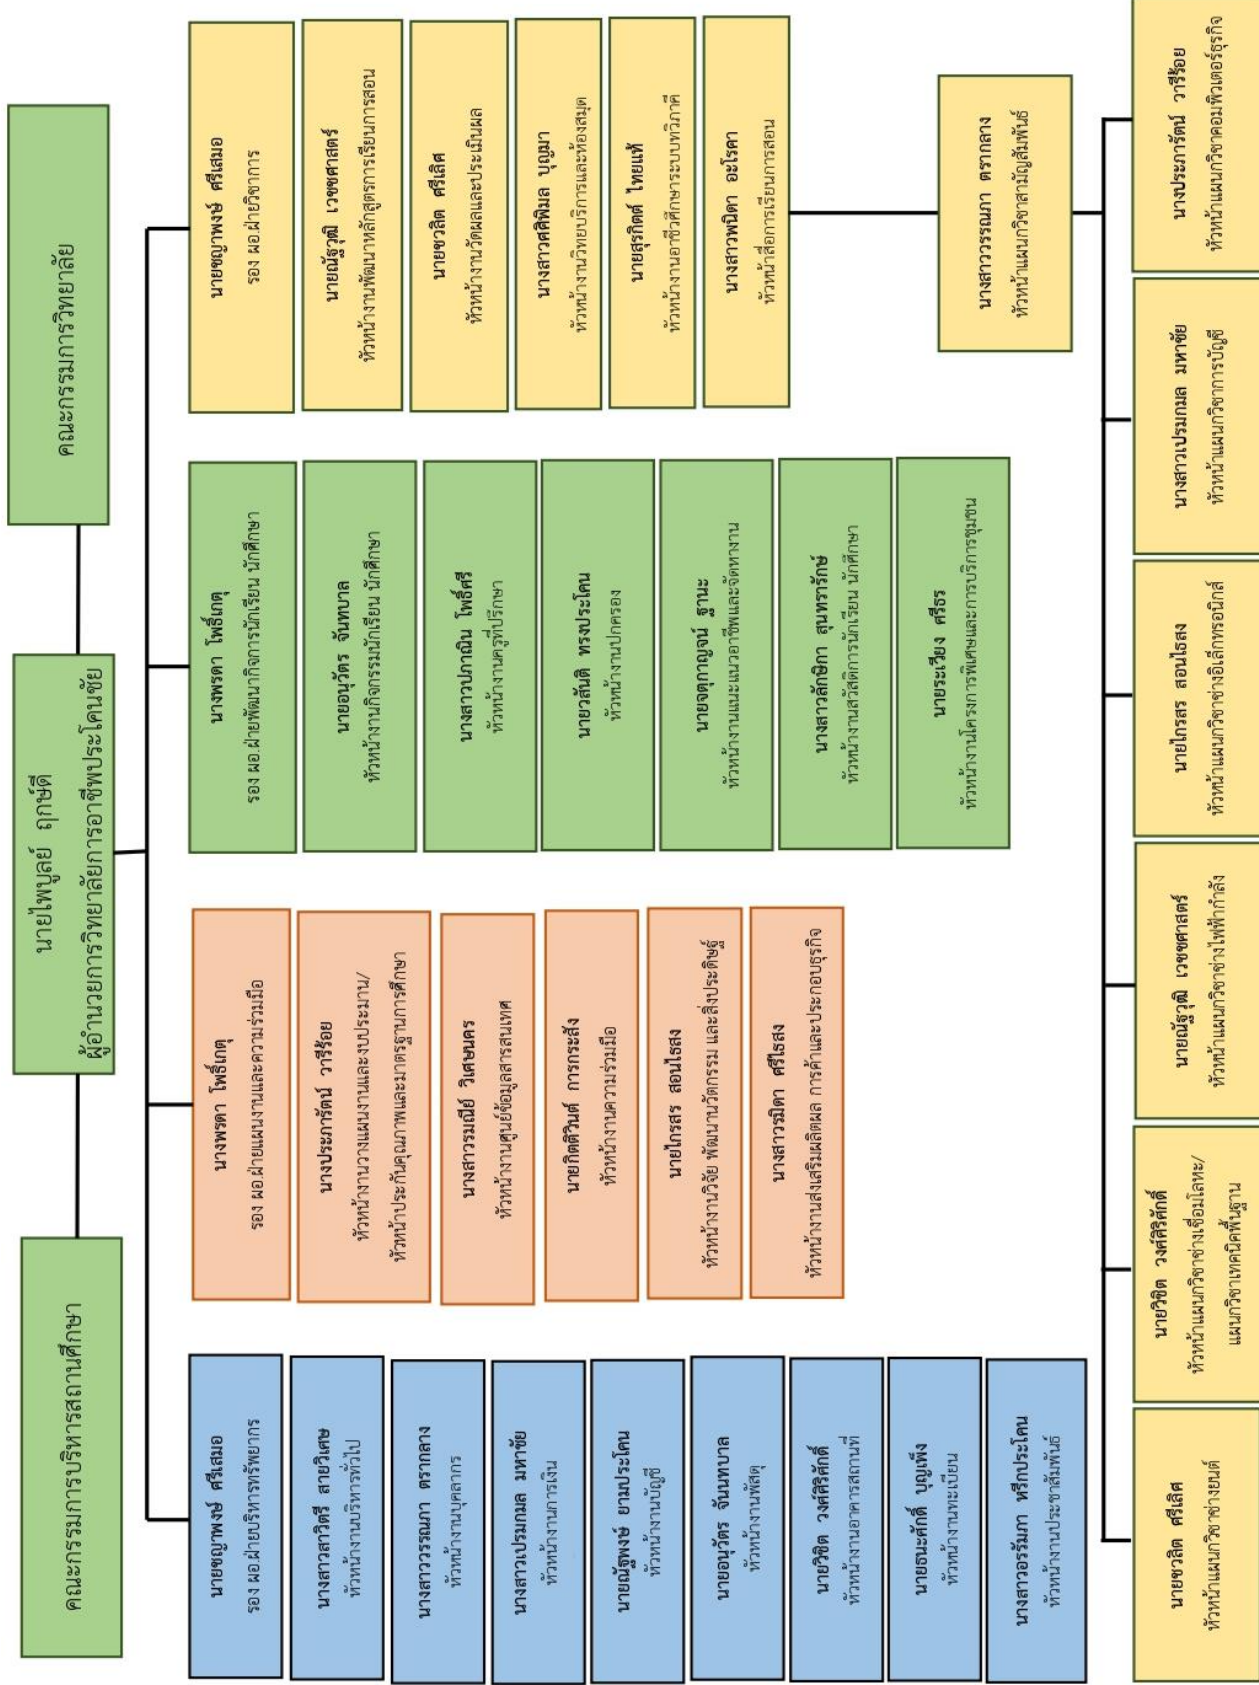 คณะกรรมการบริหารสถานศึกษา
นายไพบูลย์ ฤกษ์ดี
ผู้อำนวยการวิทยาลัยการอาชีพประโคนชัย
คณะกรรมการวิทยาลัย
นายชญาพงษ์ ศรีเสมอ
รอง ผอ.ฝ่ายบริหารทรัพยากร
นางสาวสาวิตรี สายวิเศษ
หัวหน้างานบริหารทั่วไป
นางสาววรรณภา ตรากลาง
หัวหน้างานบุคลากร
นางสาวเปรมกมล มหาชัย
หัวหน้างานการเงิน
นายณัฐพงษ์ ยามประโคน
หัวหน้างานบัญชี
นายอนุวัตร จันนทบาล
หัวหน้างานพัสดุ
นายวิชิต วงศ์ศิริศักดิ์
หัวหน้างานอาคารสถานที่
นายธนะศักดิ์ บุญเพ็ง
หัวหน้างานทะเบียน
นางสาวอรรัมภา หรีกประโคน
หัวหน้างานประชาสัมพันธ์
นางพรดา โพธิ์เกตุ
รอง ผอ.ฝ่ายแผนงานและความร่วมมือ
นางประภารัตน์ วารีร้อย
หัวหน้างานวางแผนงานและงบประมาน/
หัวหน้าประกันคุณภาพและมาตรฐานการศึกษา
นางสาวรมณีย์ วิเศษนคร
หัวหน้างานศูนย์ข้อมูลสารสนเทศ
นายกิตติวินต์ การกระสัง
หัวหน้างานความร่วมมือ
นายไกรสร สอนไธสง
หัวหน้างานวิจัย พัฒนานวัตกรรม และสิ่งประดิษฐ์
นางสาวรมิดา ศรีไธสง
หัวหน้างานส่งเสริมผลิตผล การค้าและประกอบธุรกิจ
นางพรดา โพธิ์เกตุ
รอง ผอ.ฝ่ายพัฒนากิจการนักเรียน นักศึกษา
นายอนุวัตร จันทบาล
หัวหน้างานกิจกรรมนักเรียน นักศึกษา
นางสาวปภาณิน โพธิ์ศรี
หัวหน้างานครูที่ปรึกษา
นายวสันติ ทรงประโคน
หัวหน้างานปกครอง
นายจตุกาญจน์ ฐานะ
หัวหน้างานแนะแนวอาชีพและจัดหางาน
นางสาวลักษิกา สุนทรารักษ์
หัวหน้างานสวัสดิการนักเรียน นักศึกษา
นายระเวียง ศรีธร
หัวหน้างานโครงการพิเศษและการบริการชุมชน
นายชญาพงษ์ ศรีเสมอ
รอง ผอ.ฝ่ายวิชาการ
นายณัฐวุฒิ เวชชศาสตร์
หัวหน้างานพัฒนาหลักสูตรการเรียนการสอน
นายชวลิต ศรีเลิศ
หัวหน้างานวัดผลและประเมินผล
นางสาวศศิพิมล บุญมา
หัวหน้างานวิทยบริการและห้องสมุด
นายสุรกิตต์ ไทยแท้
หัวหน้างานอาชีวศึกษาระบบทวิภาคี
นางสาวพนิดา อะโรคา
หัวหน้าสื่อการเรียนการสอน
นางสาววรรณภา ตรากลาง
หัวหน้าแผนกวิชาสามัญสัมพันธ์
นายชวลิต ศรีเลิศ
หัวหน้าแผนกวิชาช่างยนต์
นายวิชิต วงศ์ศิริศักดิ์
หัวหน้าแผนกวิชาช่างเชื่อมโลหะ/
แผนกวิชาเทคนิคพื้นฐาน
นายณัฐวุฒิ เวชชศาสตร์
หัวหน้าแผนกวิชาช่างไฟฟ้ากำลัง
นายไกรสร สอนไธสง
หัวหน้าแผนกวิชาช่างอิเล็กทรอนิกส์
นางสาวเปรมกมล มหาชัย
หัวหน้าแผนกวิชาการบัญชี
นางประภารัตน์ วารีร้อย
หัวหน้าแผนกวิชาคอมพิวเตอร์ธุรกิจ